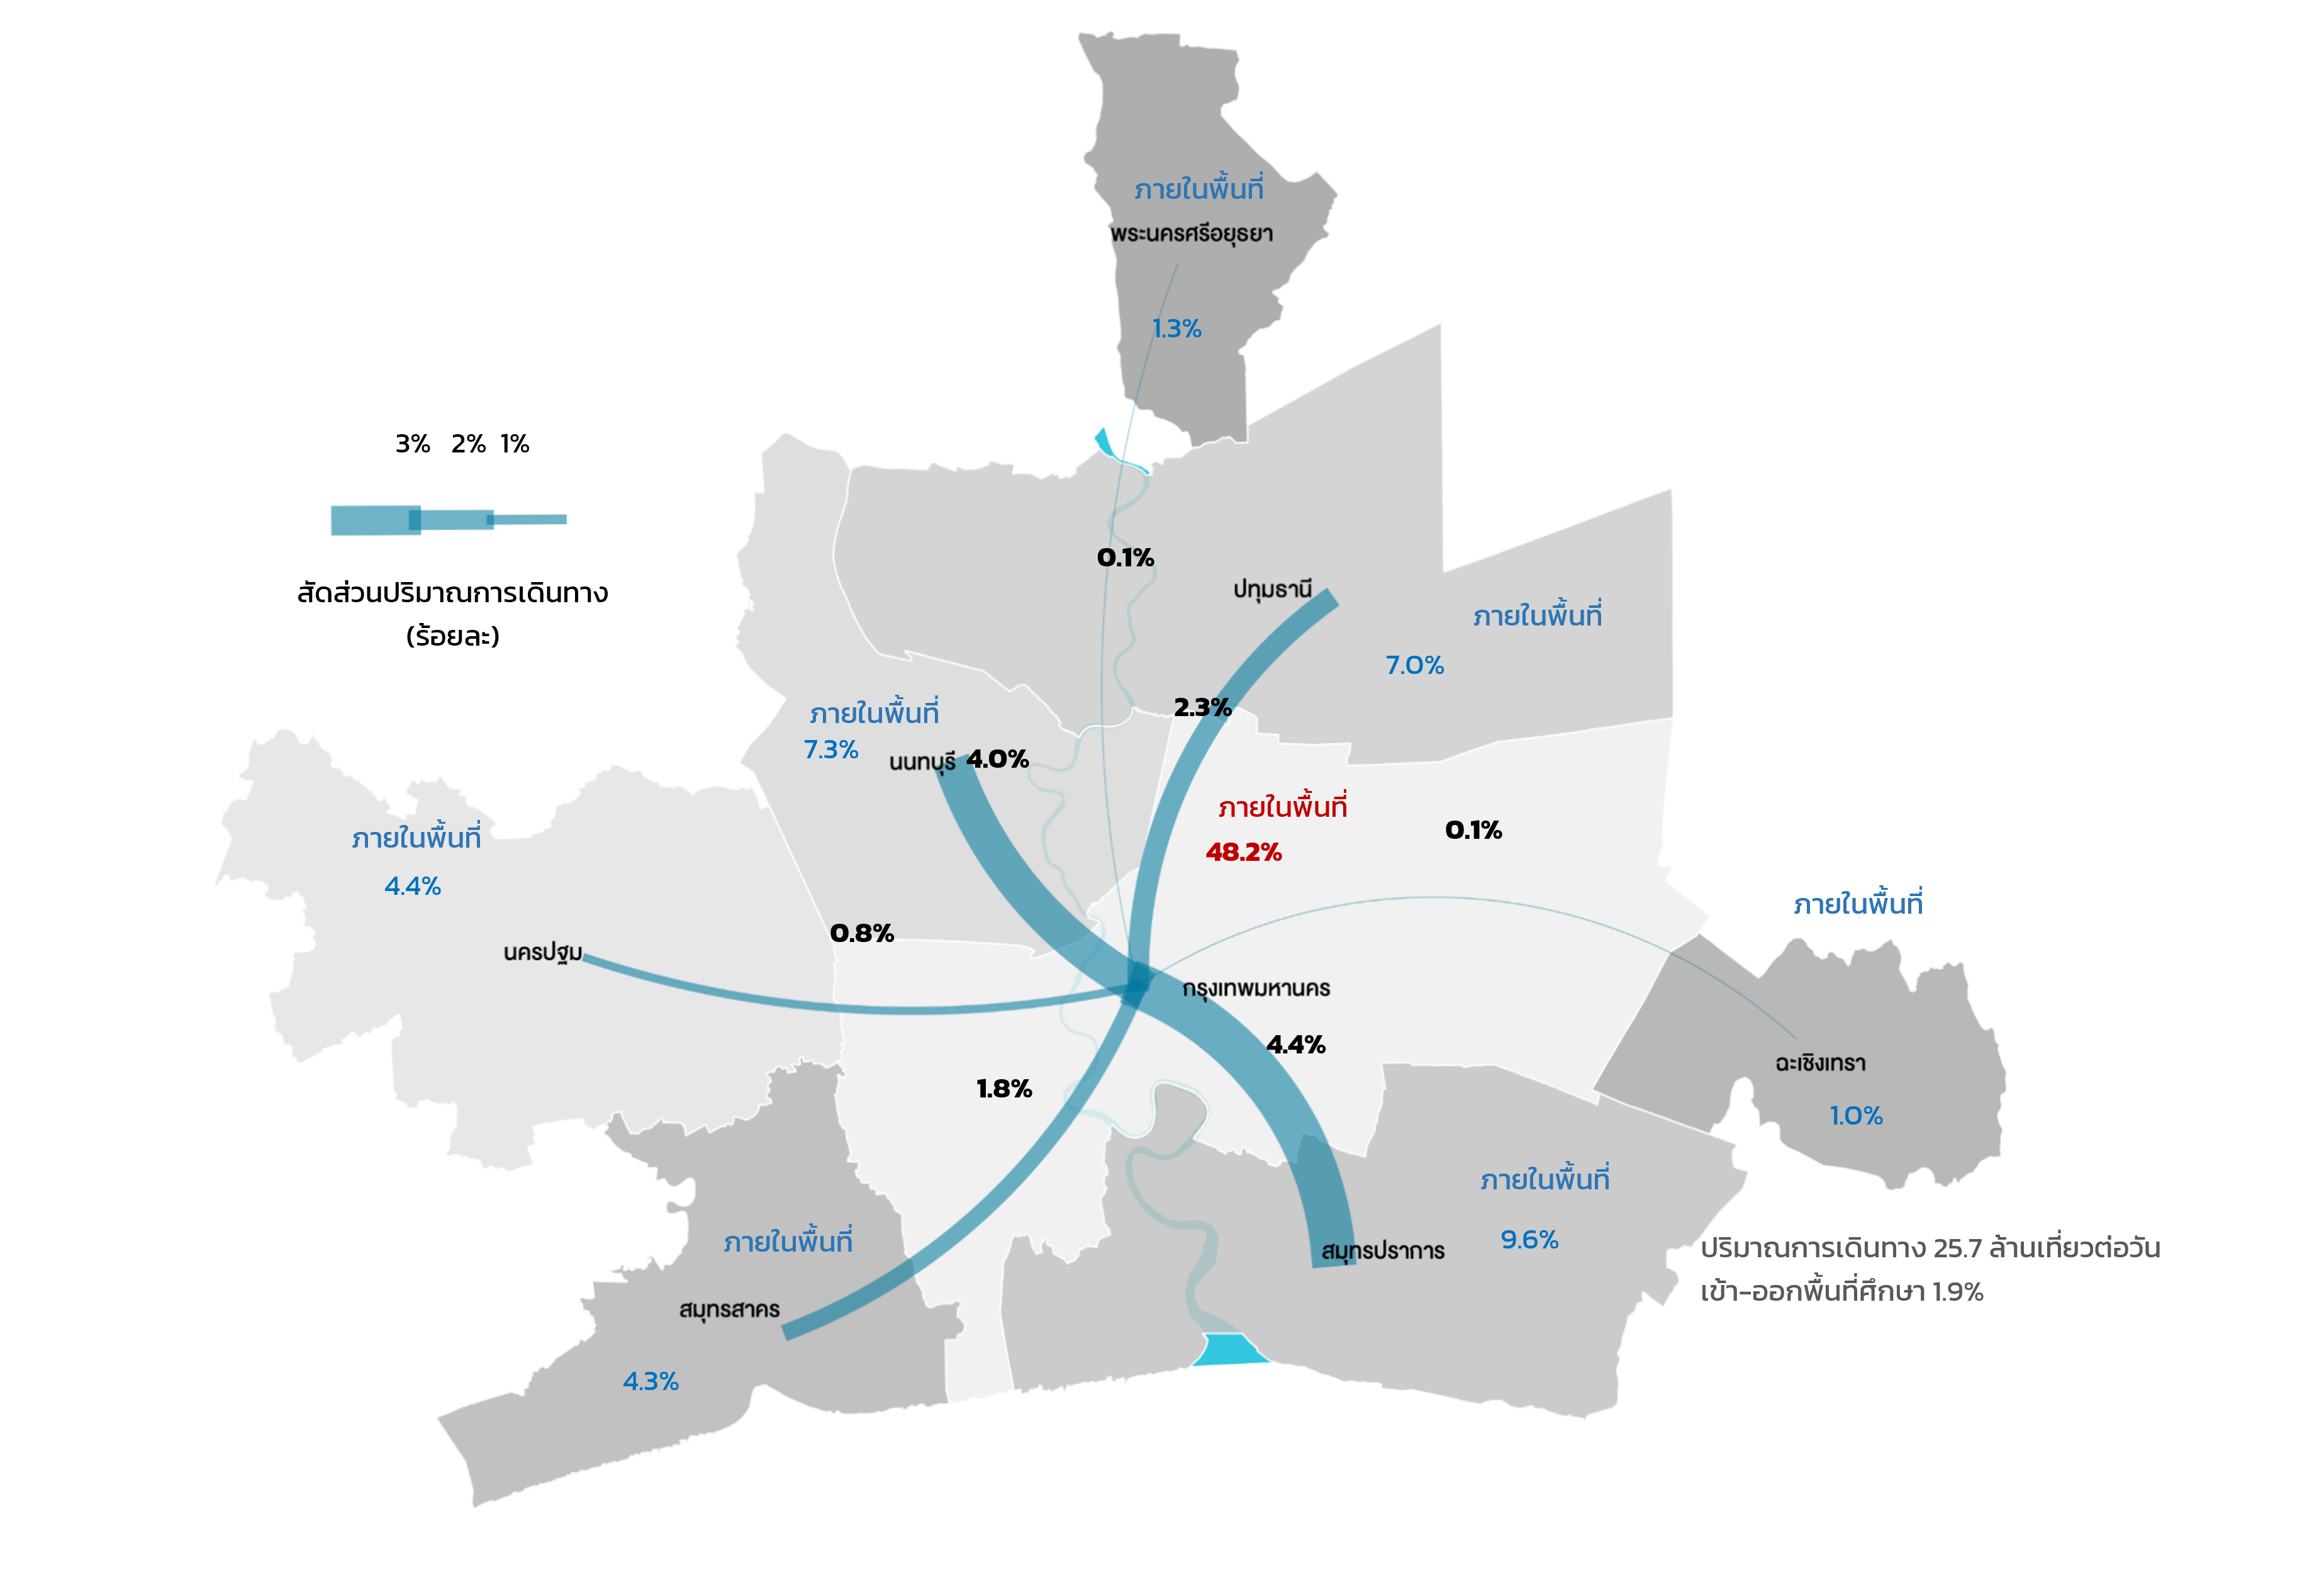 ภายในพื้นที่
พระนครศรีอยุธยา
1.3%
3% 2% 1%
สัดส่วนปริมาณการเดินทาง
(ร้อยละ)
0.1%
ปทุมธานี
ภายในพื้นที่
7.0%
2.3%
ภายในพื้นที่
7.3%
นนทบุรี 4.0%
ภายในพื้นที่
48.2%
0.1%
ภายในพื้นที่
4.4%
ภายในพื้นที่
0.8%
นครปฐม
กรุงเทพมหานคร
4.4%
ฉะเชิงเทรา
1.0%
1.8%
ภายในพื้นที่
9.6%
ภายในพื้นที่
สมุทรปราการ
ปริมาณการเดินทาง 25.7 ล้านเที่ยวต่อวัน
เข้า-ออกพื้นที่ศึกษา 1.9%
สมุทรสาคร
4.3%